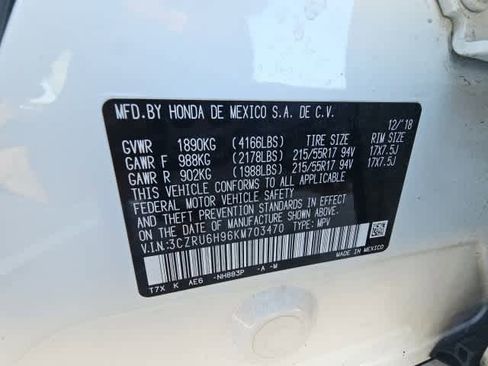 MFD.BY HONDA DE MEXICO S.A. DE C.V.
12/'18
GVWR 1890KG (4166LBS) TIRE SIZE RIM SIZE
GAWR F 988KG (2178LBS) 215/55R17 94V 17X7.5J
GAWR R 902KG (1988LBS) 215/55R17 94V 17X7.5J
THIS VEHICLE CONFORMS TO ALL APPLICABLE
FEDERAL MOTOR VEHICLE SAFETY, BUMPER,
AND THEFT PREVENTION STANDARDS IN EFFECT
ON THE DATE OF MANUFACTURE SHOWN ABOVE.
V.I.N:3CZRU6H96KM703470 TYPE: MPV
MADE IN MEXICO
T7X K AE6 -NH883P -A -M